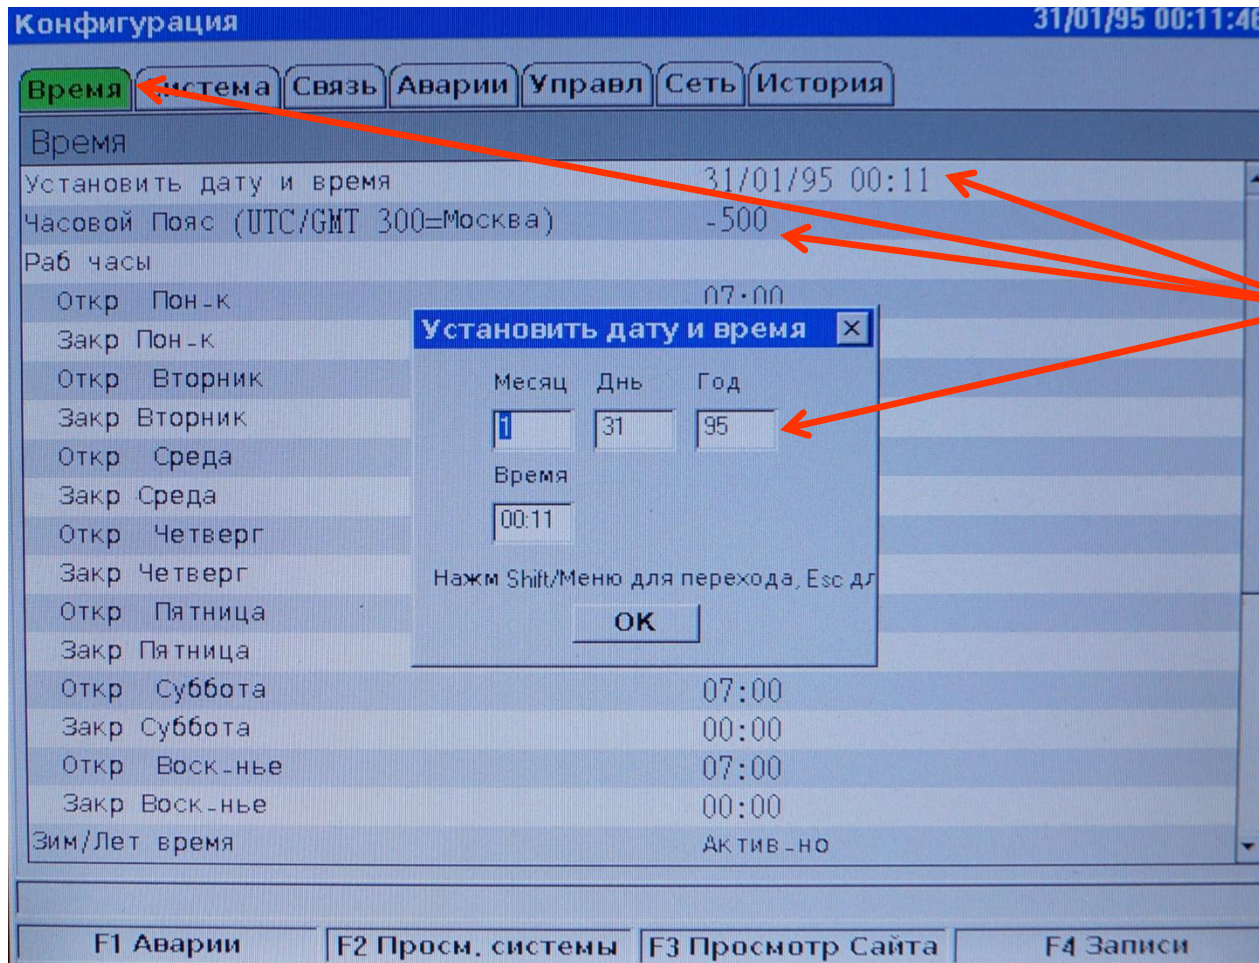 Конфигурация 31/01/95 00:11:46
Время Система Связь Аварии Управл Сеть История
Время
Установить дату и время 31/01/95 00:11
Часовой Пояс (UTC/GMT 300=Москва) -500
Раб часы
Откр Пон-к 07:00
Закр Пон-к
Откр Вторник
Закр Вторник
Откр Среда
Закр Среда
Откр Четверг
Закр Четверг
Откр Пятница
Закр Пятница
Откр Суббота 07:00
Закр Суббота 00:00
Откр Воск-нье 07:00
Закр Воск-нье 00:00
Зим/Лет время Актив-но
Установить дату и время
Месяц Днь Год
1 31 95
Время
00:11
Нажм Shift/Меню для перехода, Esc дл
OK
F1 Аварии F2 Просм. системы F3 Просмотр Сайта F4 Записи